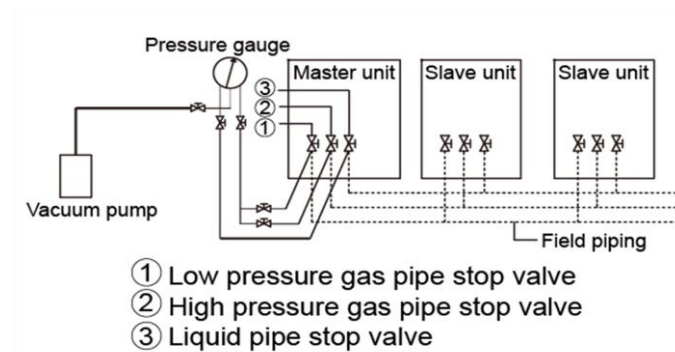 Pressure gauge
Master unit
Slave unit
Slave unit
③
②
①
Vacuum pump
Field piping
① Low pressure gas pipe stop valve
② High pressure gas pipe stop valve
③ Liquid pipe stop valve